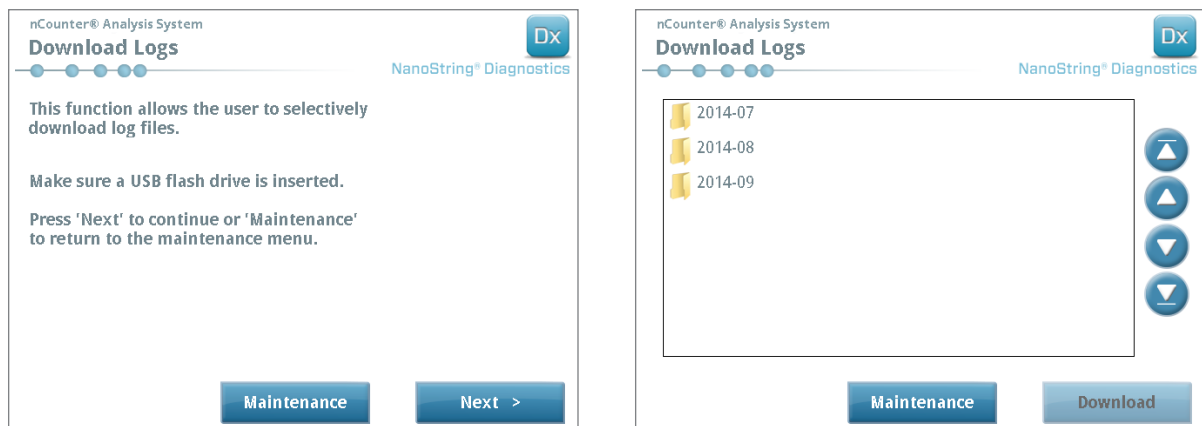 nCounter® Analysis System
Download Logs
Dx
NanoString® Diagnostics
This function allows the user to selectively
download log files.
Make sure a USB flash drive is inserted.
Press 'Next' to continue or 'Maintenance'
to return to the maintenance menu.
Maintenance
Next >
nCounter® Analysis System
Download Logs
Dx
NanoString® Diagnostics
2014-07
2014-08
2014-09
Maintenance
Download